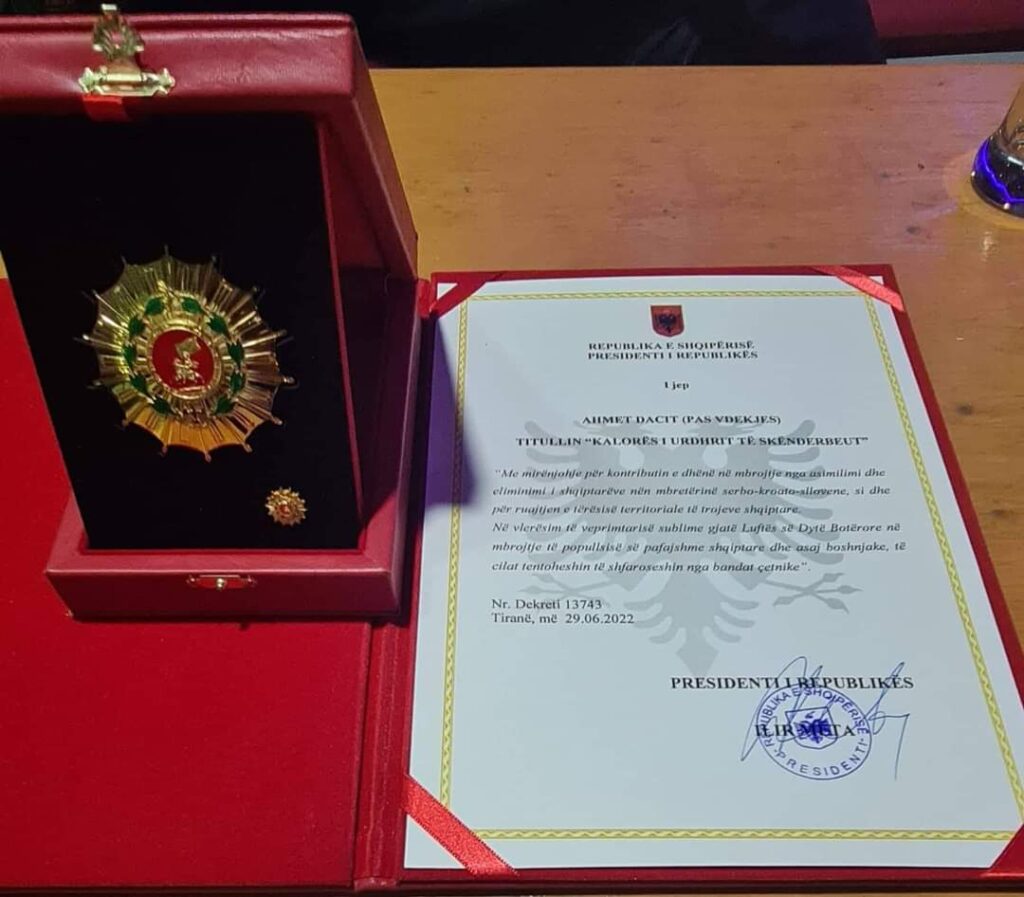 REPUBLIKA E SHQIPËRISË
PRESIDENTI I REPUBLIKËS
I jep
AHMET DACIT (PAS VDEKJES)
TITULLIN “KALORËS I URDHRIT TË SKËNDERBEUT”
“Me mirënjohje për kontributin e dhënë në mbrojtje nga asimilimi dhe
eliminimi i shqiptarëve nën mbretërinë serbo-kroato-sllovene, si dhe
për ruajtjen e tërësisë territoriale të trojeve shqiptare.
Në vlerësim të veprimtarisë sublime gjatë Luftës së Dytë Botërore në
mbrojtje të popullsisë së pafajshme shqiptare dhe asaj boshnjake, të
cilat tentoheshin të shfaroseshin nga bandat çetnike”.
Nr. Dekreti 13743
Tiranë, më 29.06.2022
PRESIDENTI I REPUBLIKËS
ILIR META
REPUBLIKA E SHQIPËRISË
-PRESIDENTI-